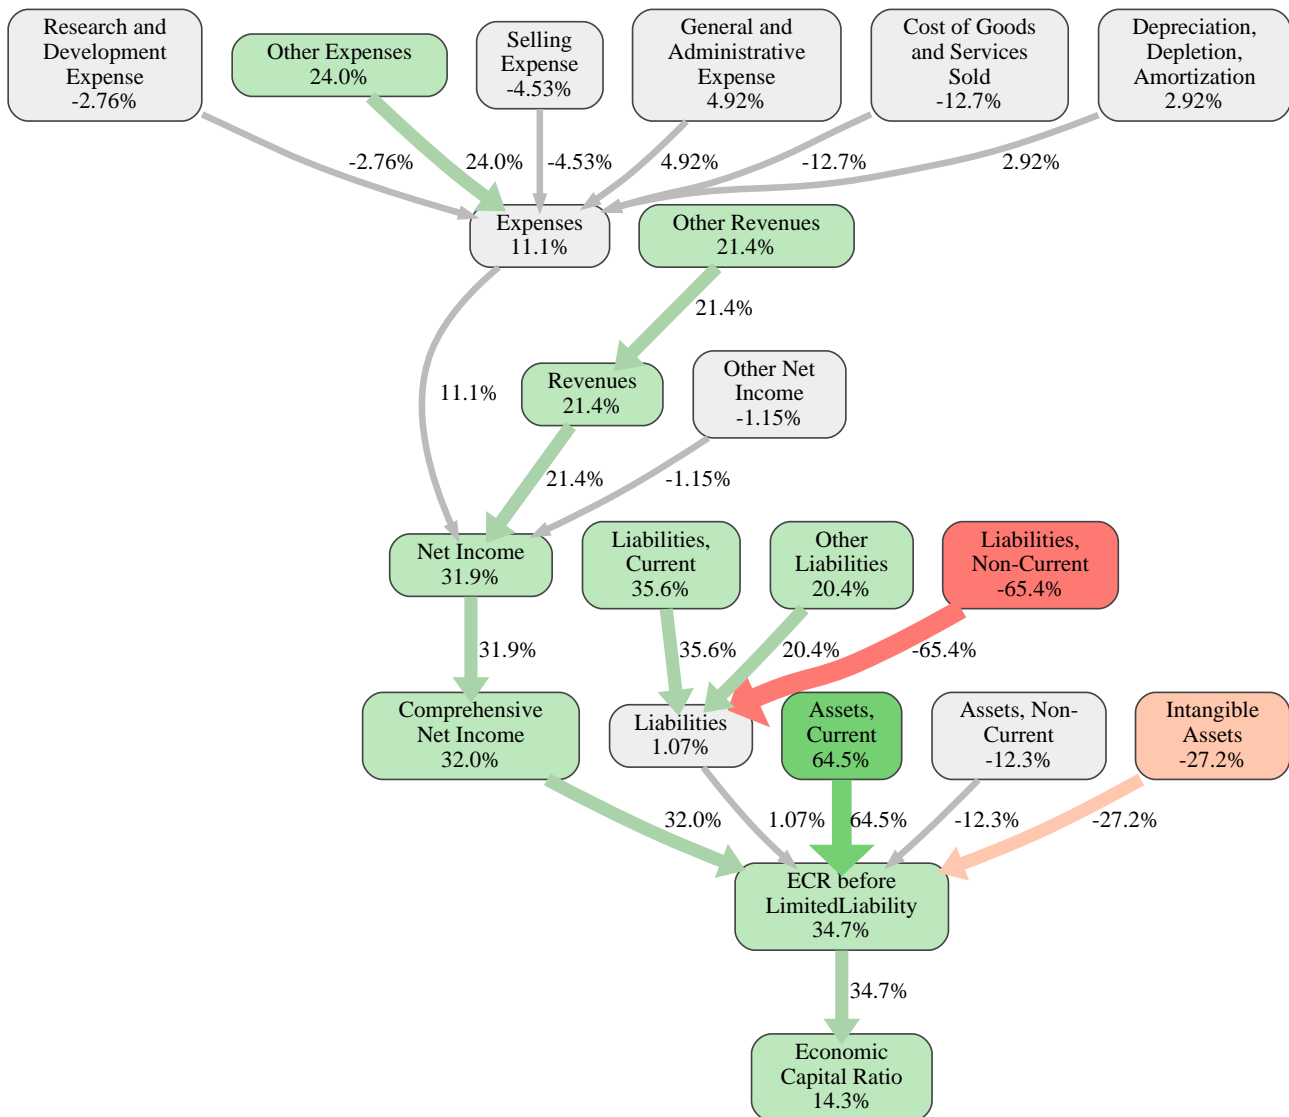 Research and
Development
Expense
-2.76%
Other Expenses
24.0%
Selling
Expense
-4.53%
General and
Administrative
Expense
4.92%
Cost of Goods
and Services
Sold
-12.7%
Depreciation,
Depletion,
Amortization
2.92%
-2.76%
24.0%
-4.53%
4.92%
-12.7%
2.92%
Expenses
11.1%
Other Revenues
21.4%
21.4%
Revenues
21.4%
Other Net
Income
-1.15%
11.1%
21.4%
-1.15%
Net Income
31.9%
Liabilities,
Current
35.6%
Other
Liabilities
20.4%
Liabilities,
Non-Current
-65.4%
31.9%
35.6%
20.4%
-65.4%
Comprehensive
Net Income
32.0%
Liabilities
1.07%
Assets,
Current
64.5%
Assets, Non-
Current
-12.3%
Intangible
Assets
-27.2%
32.0%
1.07%
64.5%
-12.3%
-27.2%
ECR before
LimitedLiability
34.7%
34.7%
Economic
Capital Ratio
14.3%